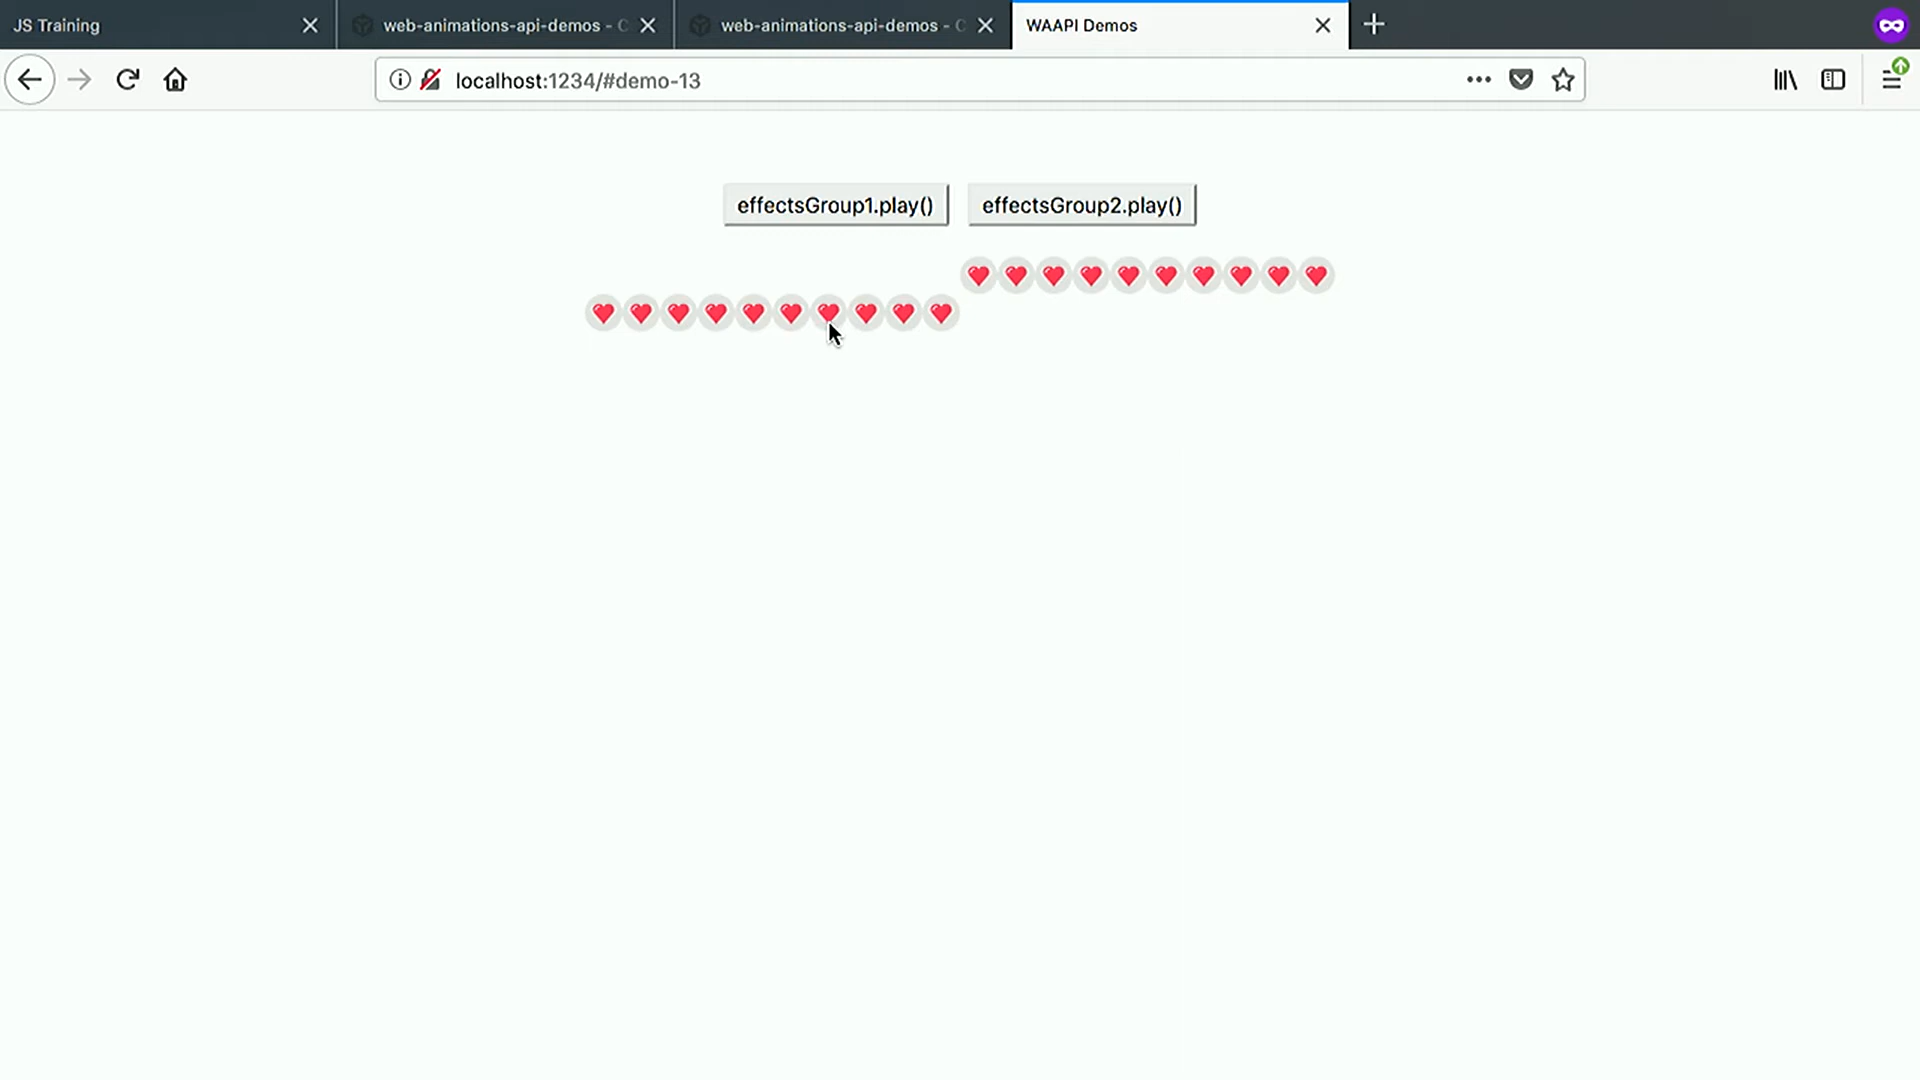 JS Training
web-animations-api-demos - C
web-animations-api-demos - C
WAAPI Demos
localhost:1234/#demo-13
effectsGroup1.play()
effectsGroup2.play()